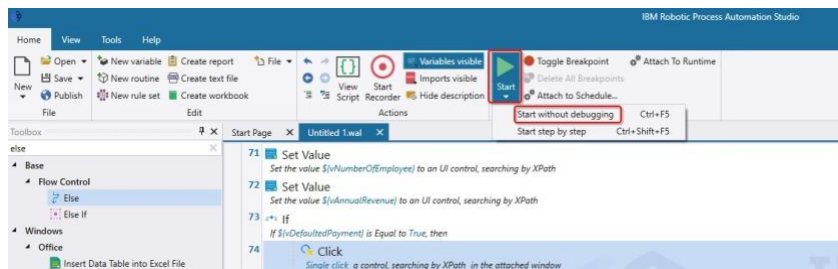 IBM Robotic Process Automation Studio
Home View Tools Help
New
Open
Save
Publish
File
New variable
New routine
New rule set
Create report
Create text file
Create workbook
File
Edit
View Script
Start Recorder
Variables visible
Imports visible
Hide description
Actions
Start
Toggle Breakpoint
Delete All Breakpoints
Attach to Schedule...
Attach To Runtime
Start without debugging Ctrl+F5
Start step by step Ctrl+Shift+F5
Toolbox
else
Base
Flow Control
Else
Else If
Windows
Office
Insert Data Table into Excel File
Start Page Untitled 1.wal
71 Set Value
Set the value ${vNumberOfEmployee} to an UI control, searching by XPath
72 Set Value
Set the value ${vAnnualRevenue} to an UI control, searching by XPath
73 If
If ${vDefaultedPayment} is Equal to True, then
74 Click
Single click a control, searching by XPath in the attached window